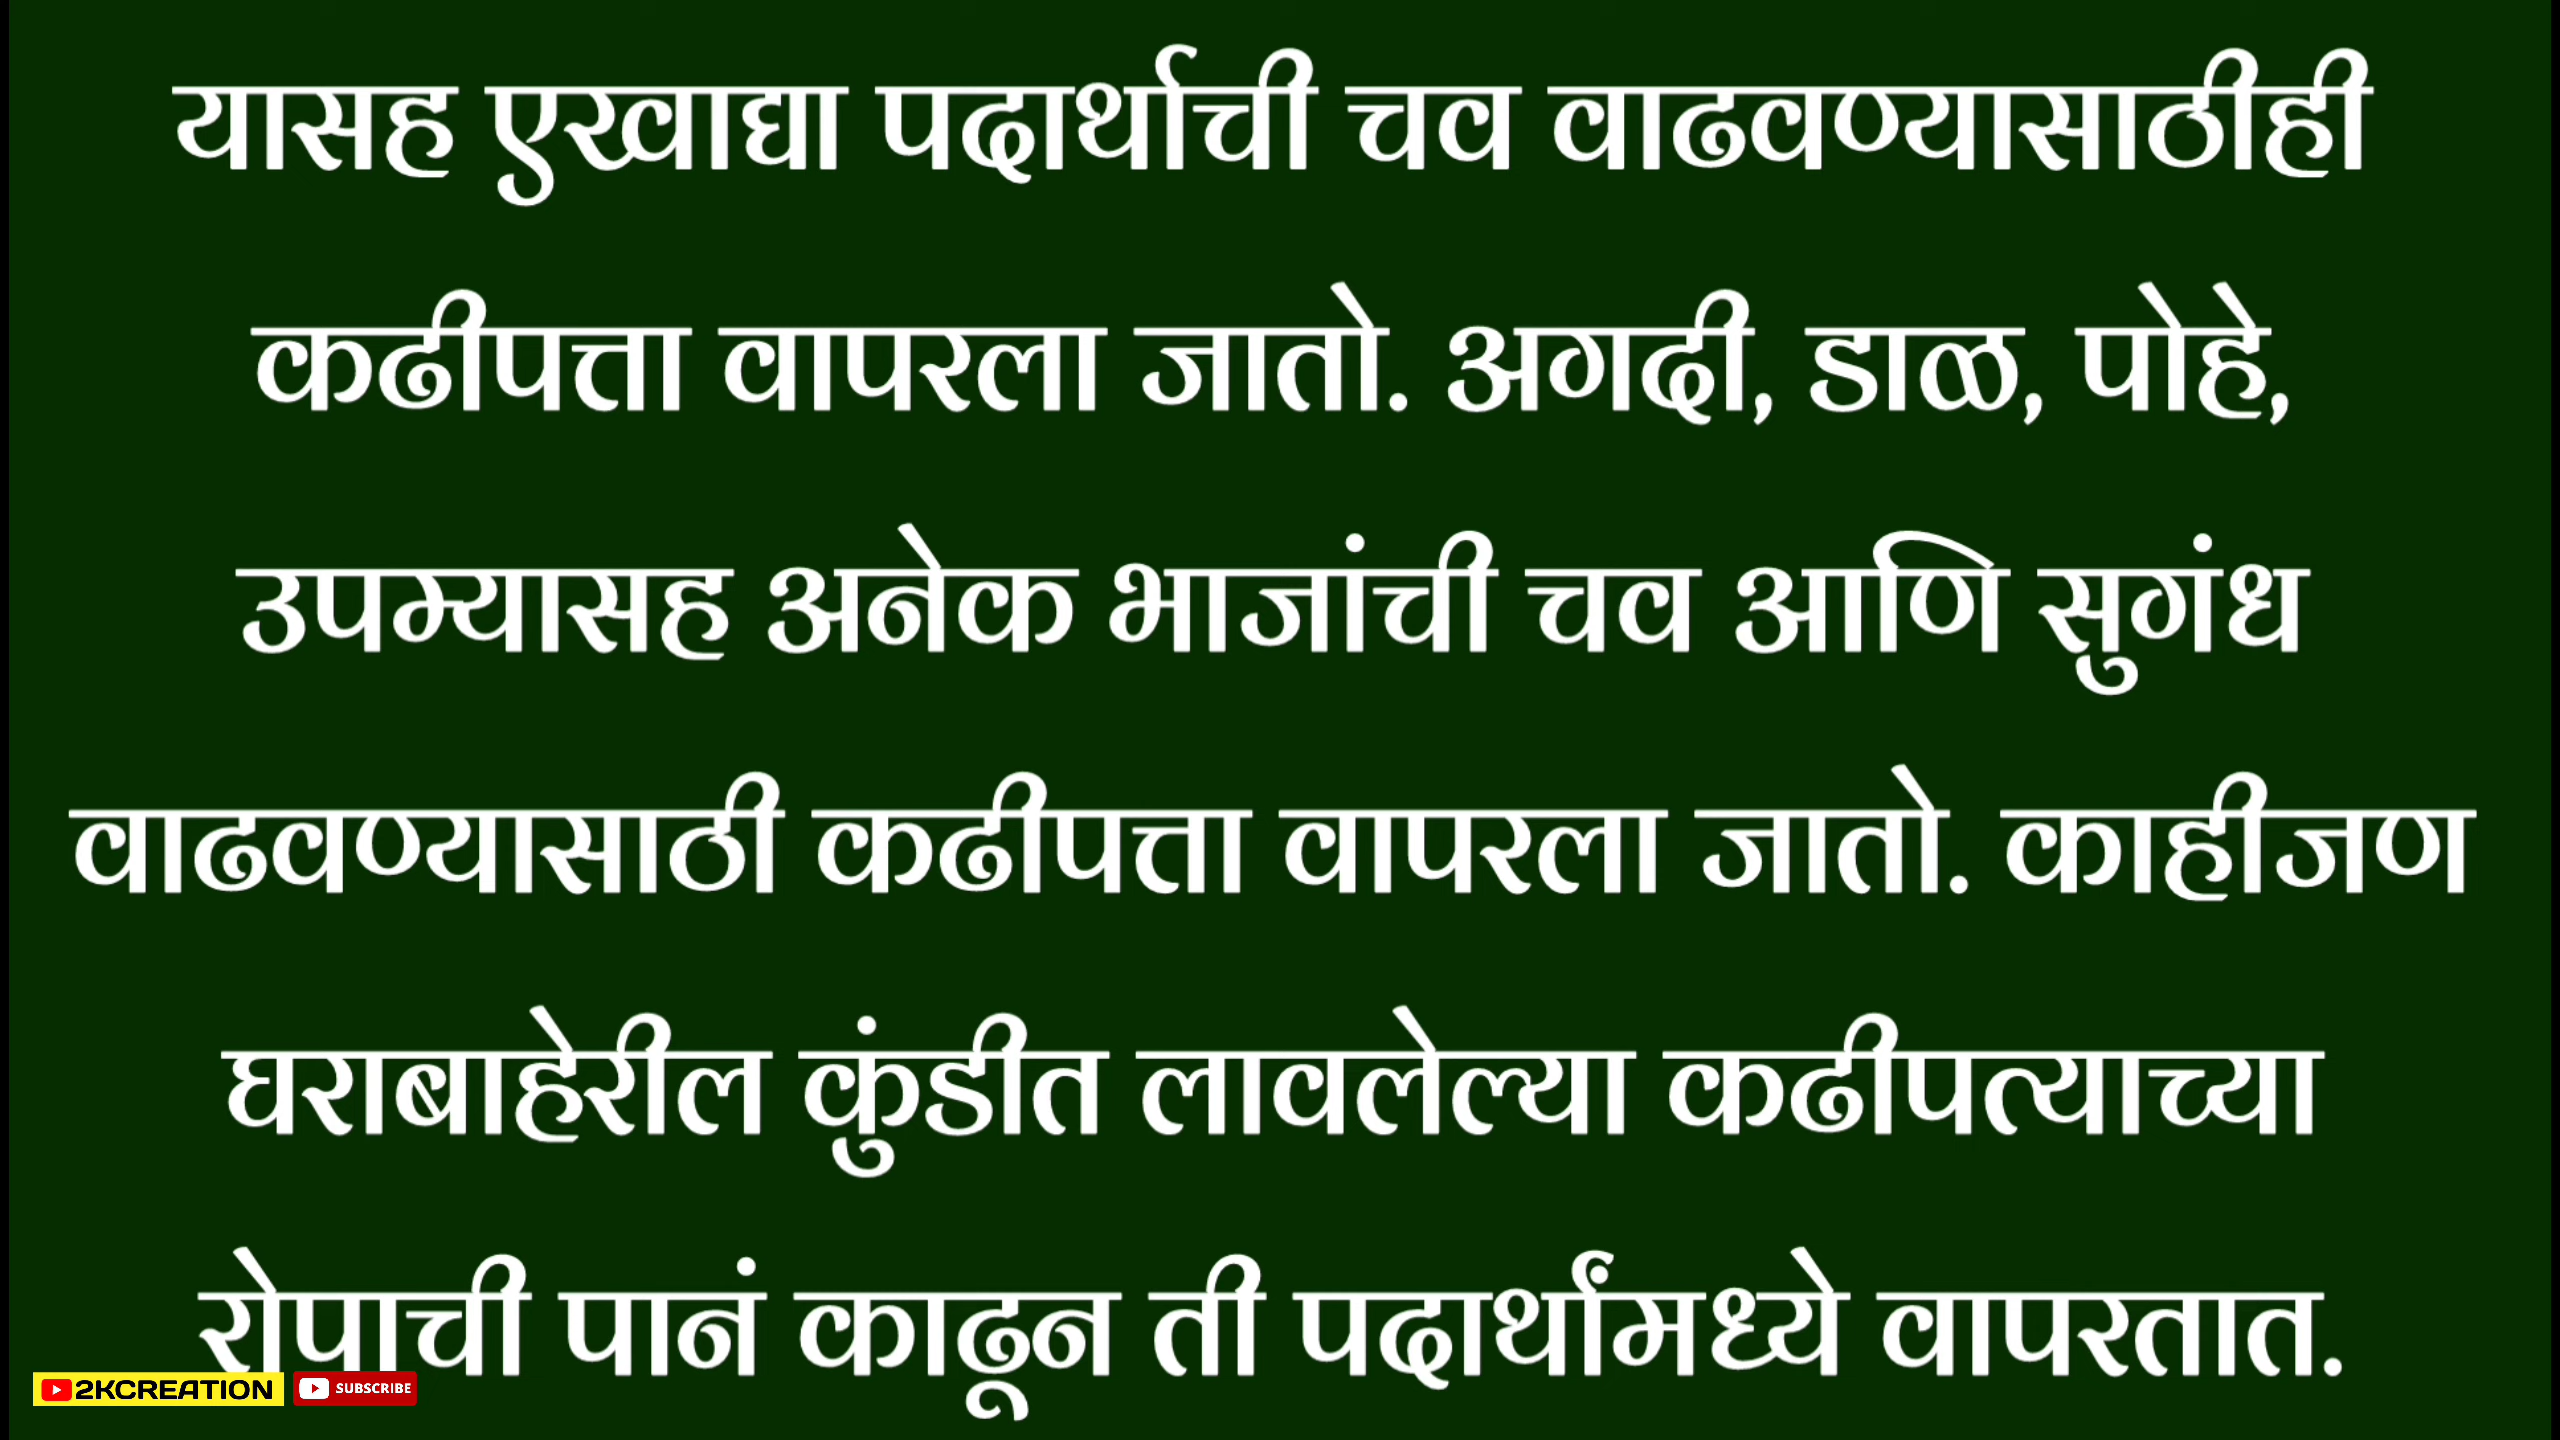 यासह एखाद्या पदार्थाची चव वाढवण्यासाठीही
कढीपत्ता वापरला जातो. अगदी, डाळ, पोहे,
उपम्यासह अनेक भाजांची चव आणि सुगंध
वाढवण्यासाठी कढीपत्ता वापरला जातो. काहीजण
घराबाहेरील कुंडीत लावलेल्या कढीपत्याच्या
रोपाची पानं काढून ती पदार्थांमध्ये वापरतात.
2KCREATION SUBSCRIBE